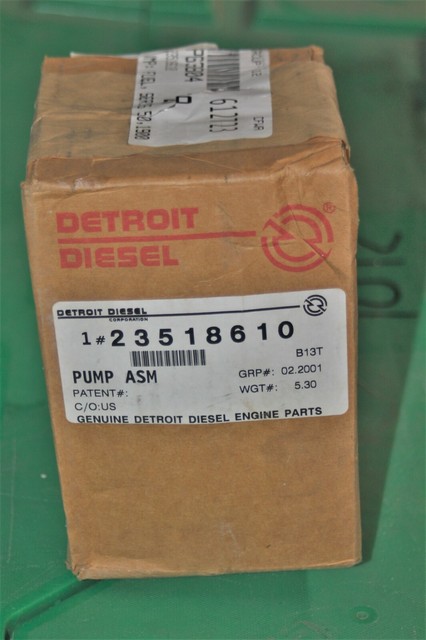 612723
DETROIT
DIESEL
®
DETROIT DIESEL
CORPORATION
1# 23518610
B13T
PUMP ASM
GRP#: 02.2001
PATENT#:
WGT#: 5.30
C/O:US
GENUINE DETROIT DIESEL ENGINE PARTS